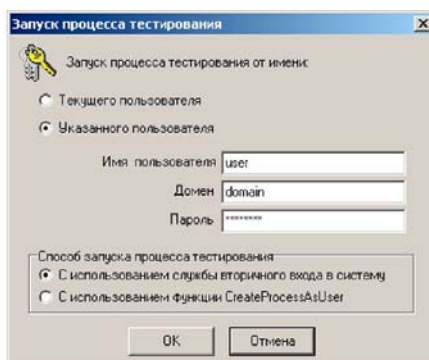 Запуск процесса тестирования
Запуск процесса тестирования от имени:
Текущего пользователя
Указанного пользователя
Имя пользователя user
Домен domain
Пароль ********
Способ запуска процесса тестирования
С использованием службы вторичного входа в систему
С использованием функции CreateProcessAsUser
OK Отмена